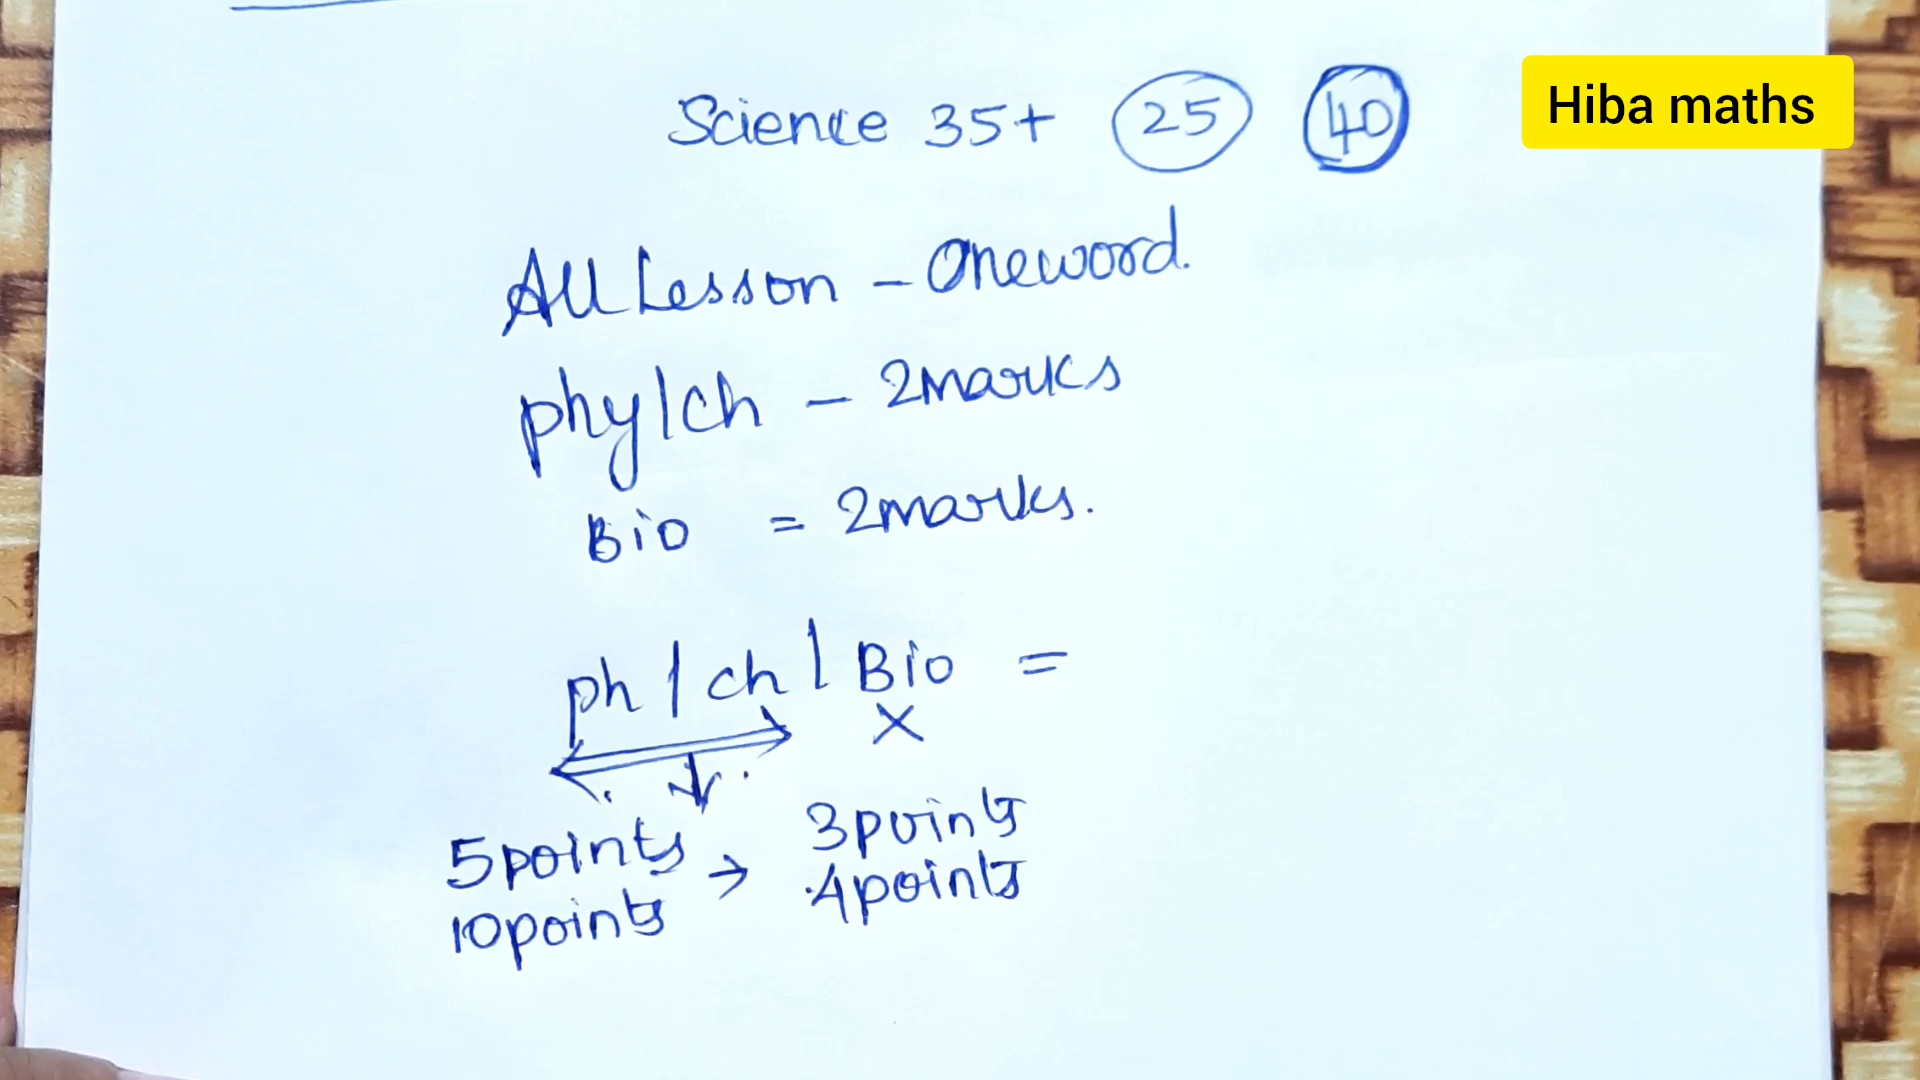 Science 35+ 25 40
Hiba maths
All Lesson - Oneword.
phy/ch - 2marks
Bio = 2marks.
ph / ch / Bio =
X
5points → 3points
10points 4points